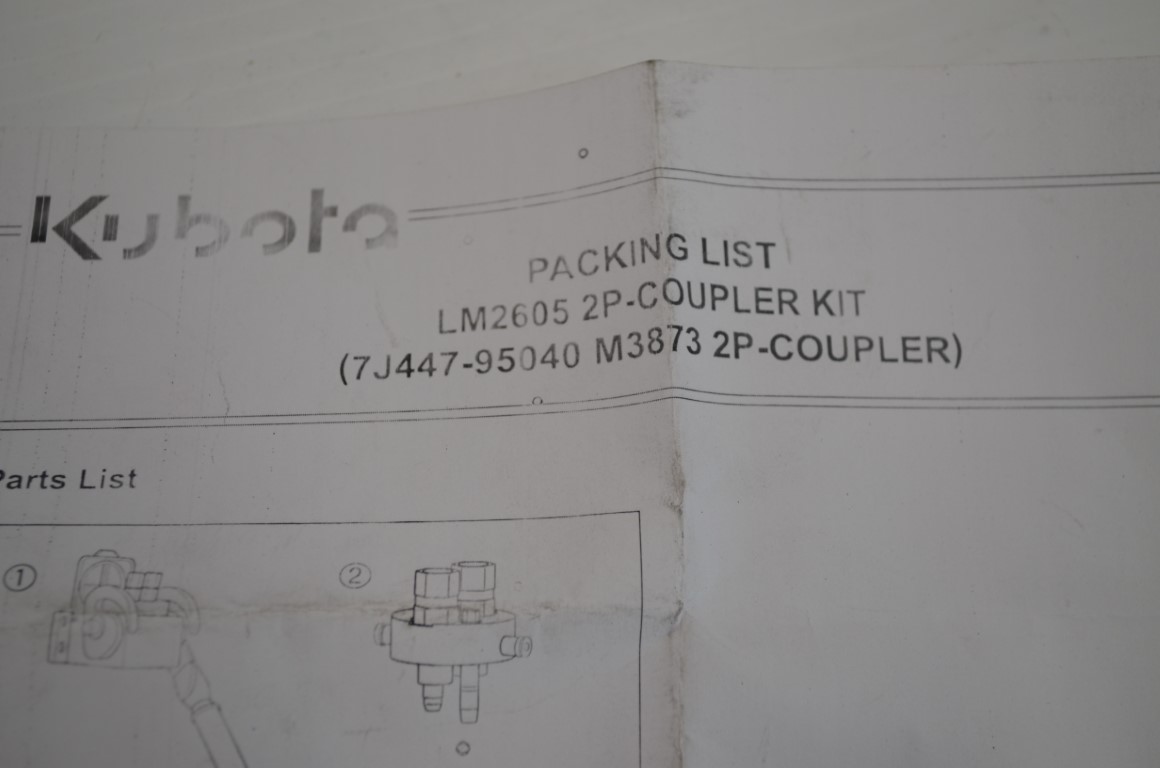 Kubota
PACKING LIST
LM2605 2P-COUPLER KIT
(7J447-95040 M3873 2P-COUPLER)
Parts List
1
2